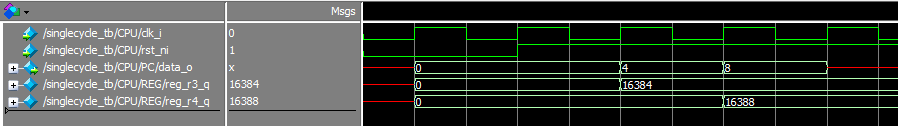 Msgs
/singlecycle_tb/CPU/clk_i 0
/singlecycle_tb/CPU/rst_ni 1
/singlecycle_tb/CPU/PC/data_o x 0 4 8
/singlecycle_tb/CPU/REG/reg_r3_q 16384 0 16384
/singlecycle_tb/CPU/REG/reg_r4_q 16388 0 16388